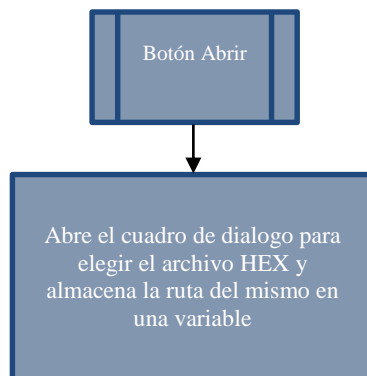 Botón Abrir
Abre el cuadro de dialogo para
elegir el archivo HEX y
almacena la ruta del mismo en
una variable